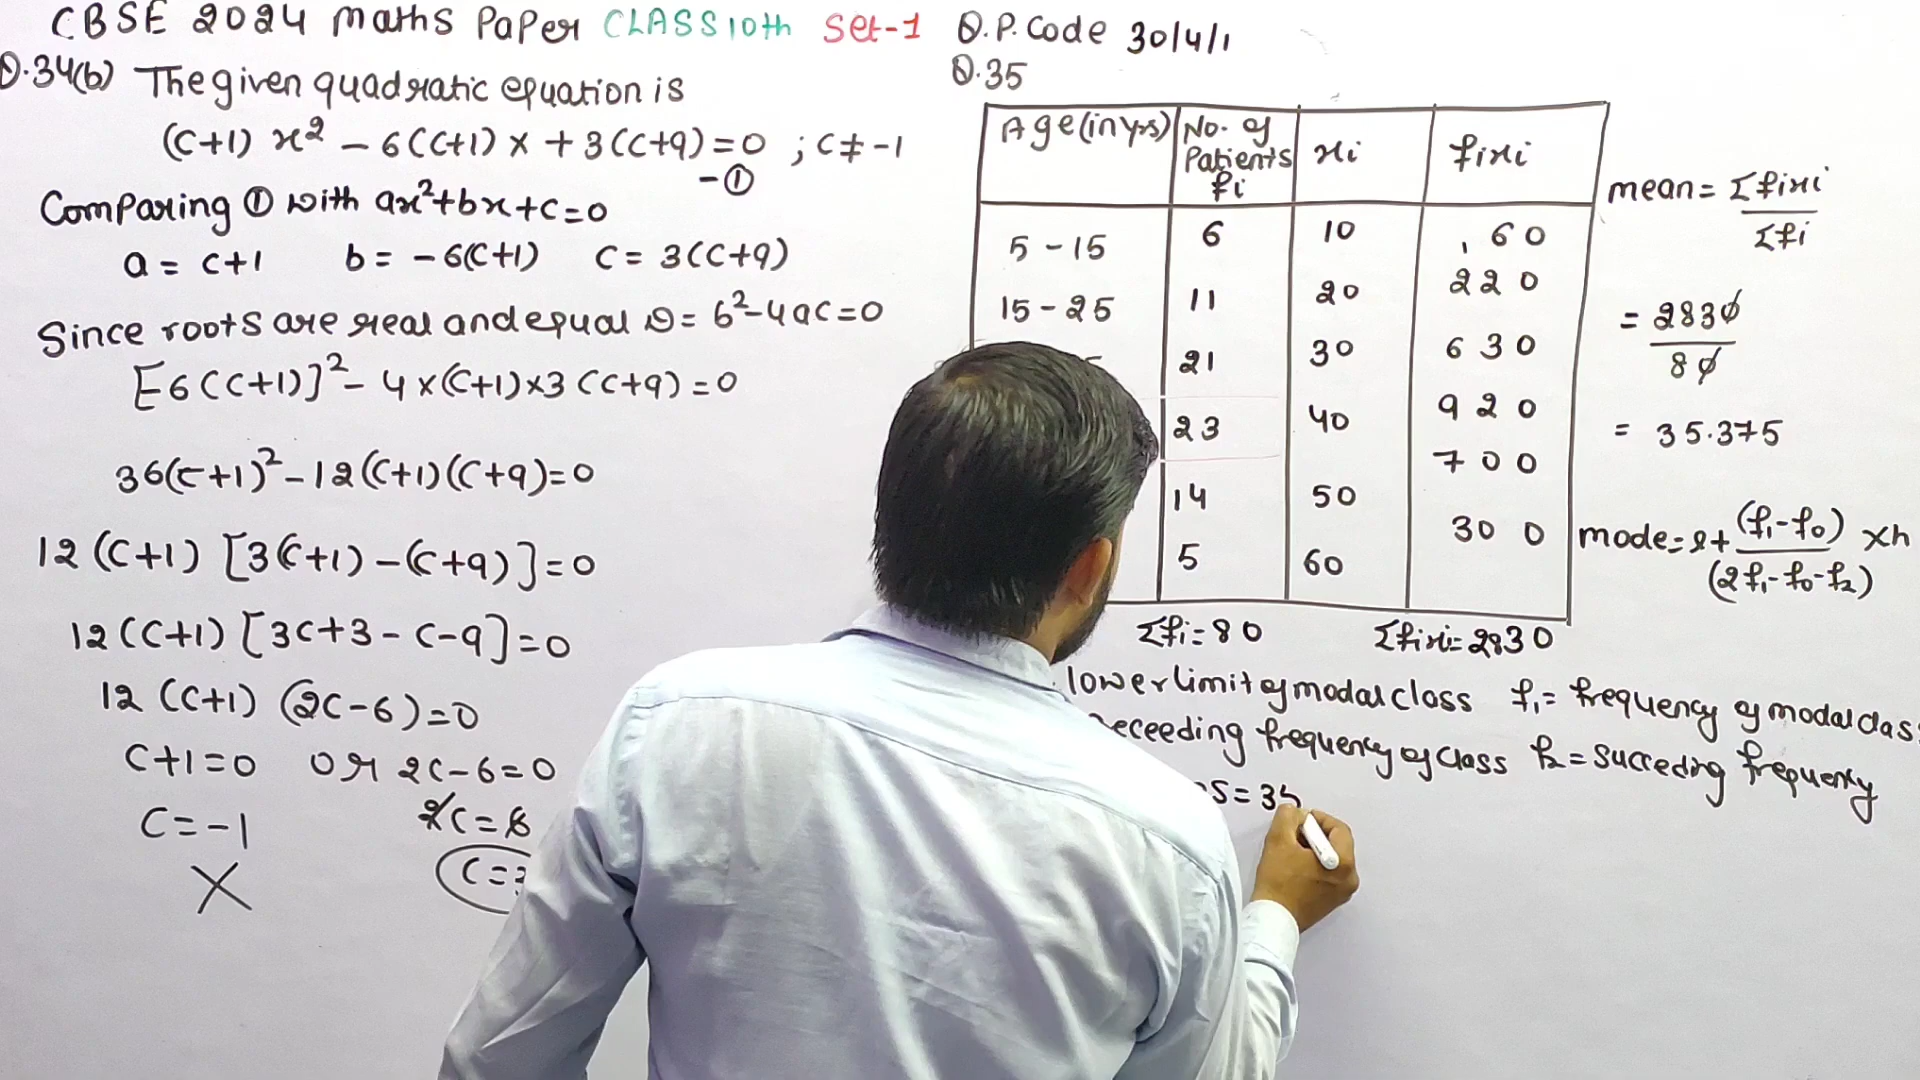 CBSE 2024 maths Paper CLASS 10th Set-1 Q.P. Code 30/4/1
Q.34(b) The given quadratic equation is
(c+1) x² - 6(c+1) x + 3(c+9) = 0 ; c ≠ -1
-①
Comparing ① with ax²+bx+c=0
a = c+1 b = -6(c+1) c = 3(c+9)
Since roots are real and equal D = b²-4ac=0
[6(c+1)]² - 4×(c+1)×3(c+9) = 0
36(c+1)² - 12(c+1)(c+9)=0
12(c+1) [3(c+1) - (c+9)] = 0
12(c+1) [3c+3 - c-9] = 0
12 (c+1) (2c-6) = 0
c+1=0 or 2c-6=0
c = -1 2c = 6
X c =
Q.35
Age(in yrs) No. of Patients fi xi fixi
5 - 15 6 10 60
15 - 25 11 20 220
21 30 630
23 40 920
14 50 700
5 60 300
Σfi = 80 Σfixi = 2830
mean = Σfixi / Σfi
= 2830 / 80
= 35.375
mode = l + (f₁-f₀) / (2f₁-f₀-f₂) × h
lower limit of modal class f₁ = frequency of modal class
frequency of class f₂ = Succeding frequency
= 35